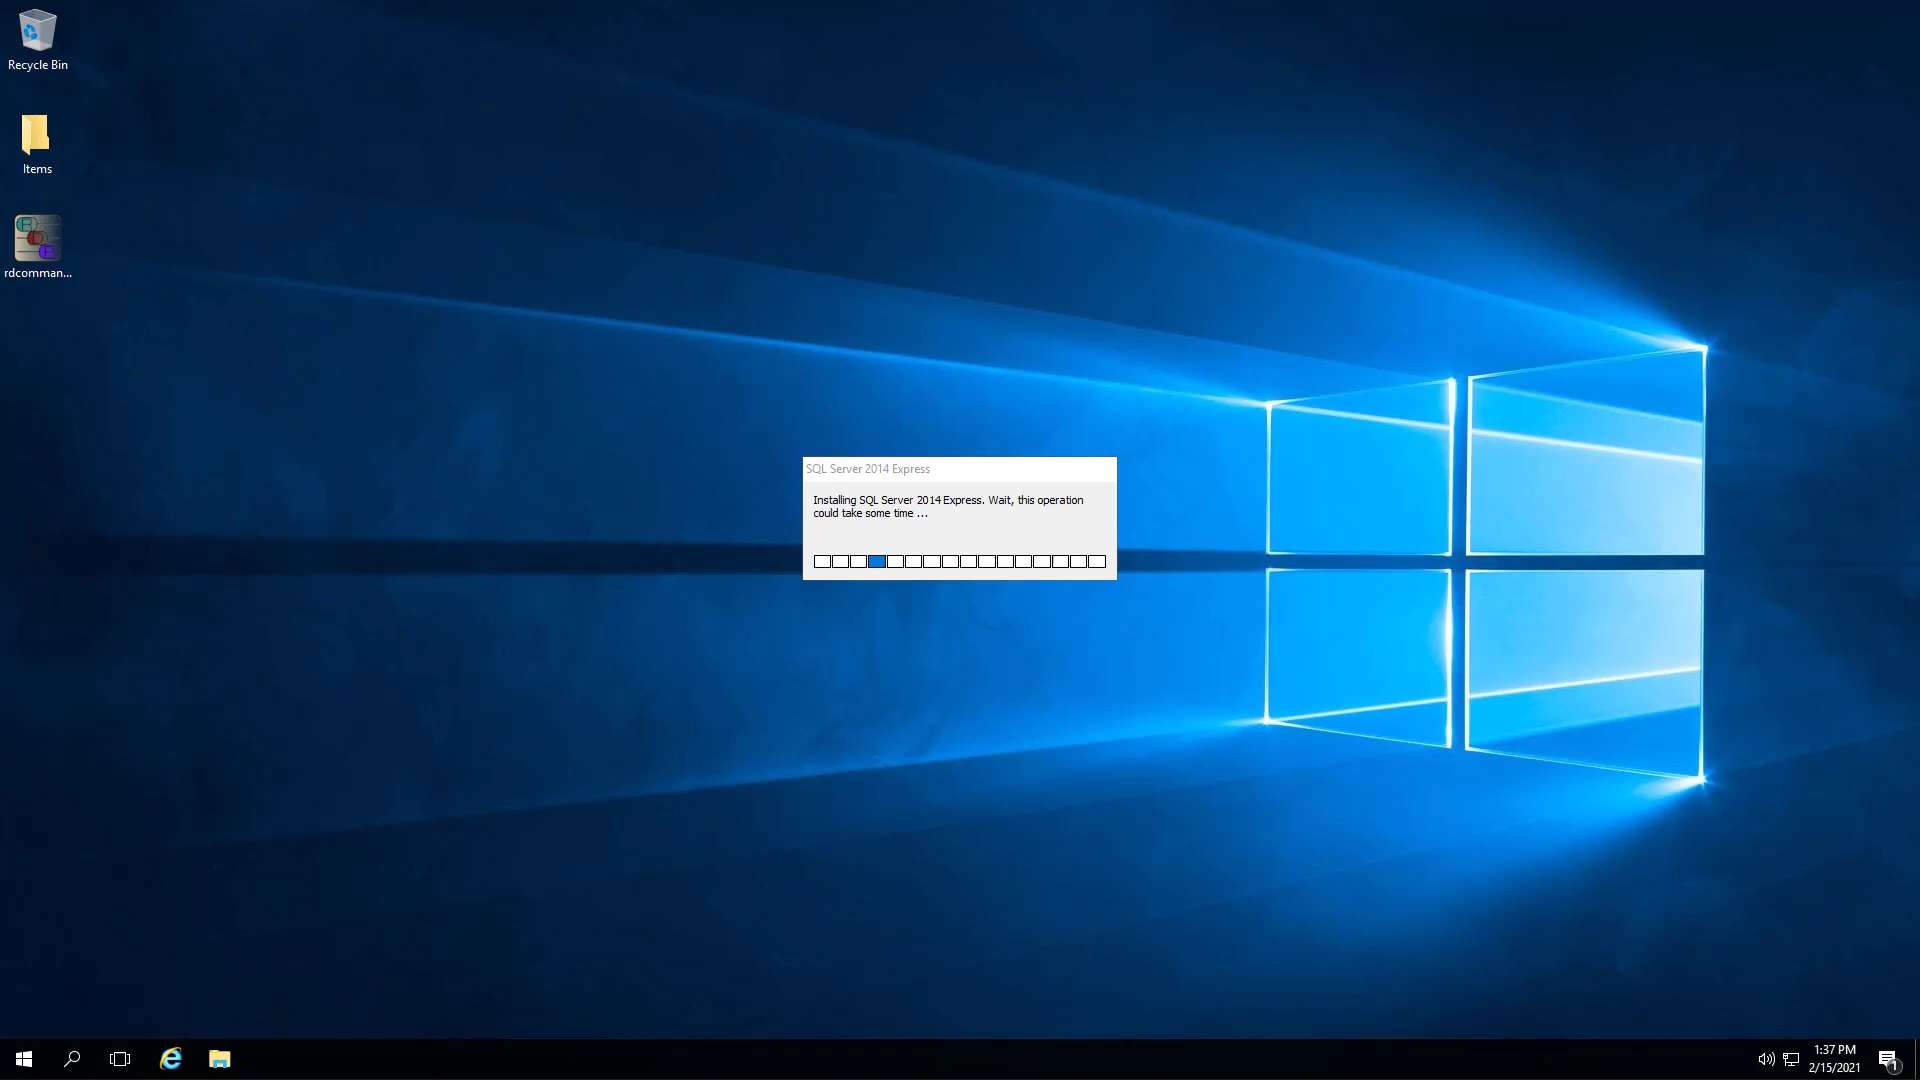 Recycle Bin
Items
rdcomman...
SQL Server 2014 Express
Installing SQL Server 2014 Express. Wait, this operation
could take some time ...
1:37 PM
2/15/2021
1